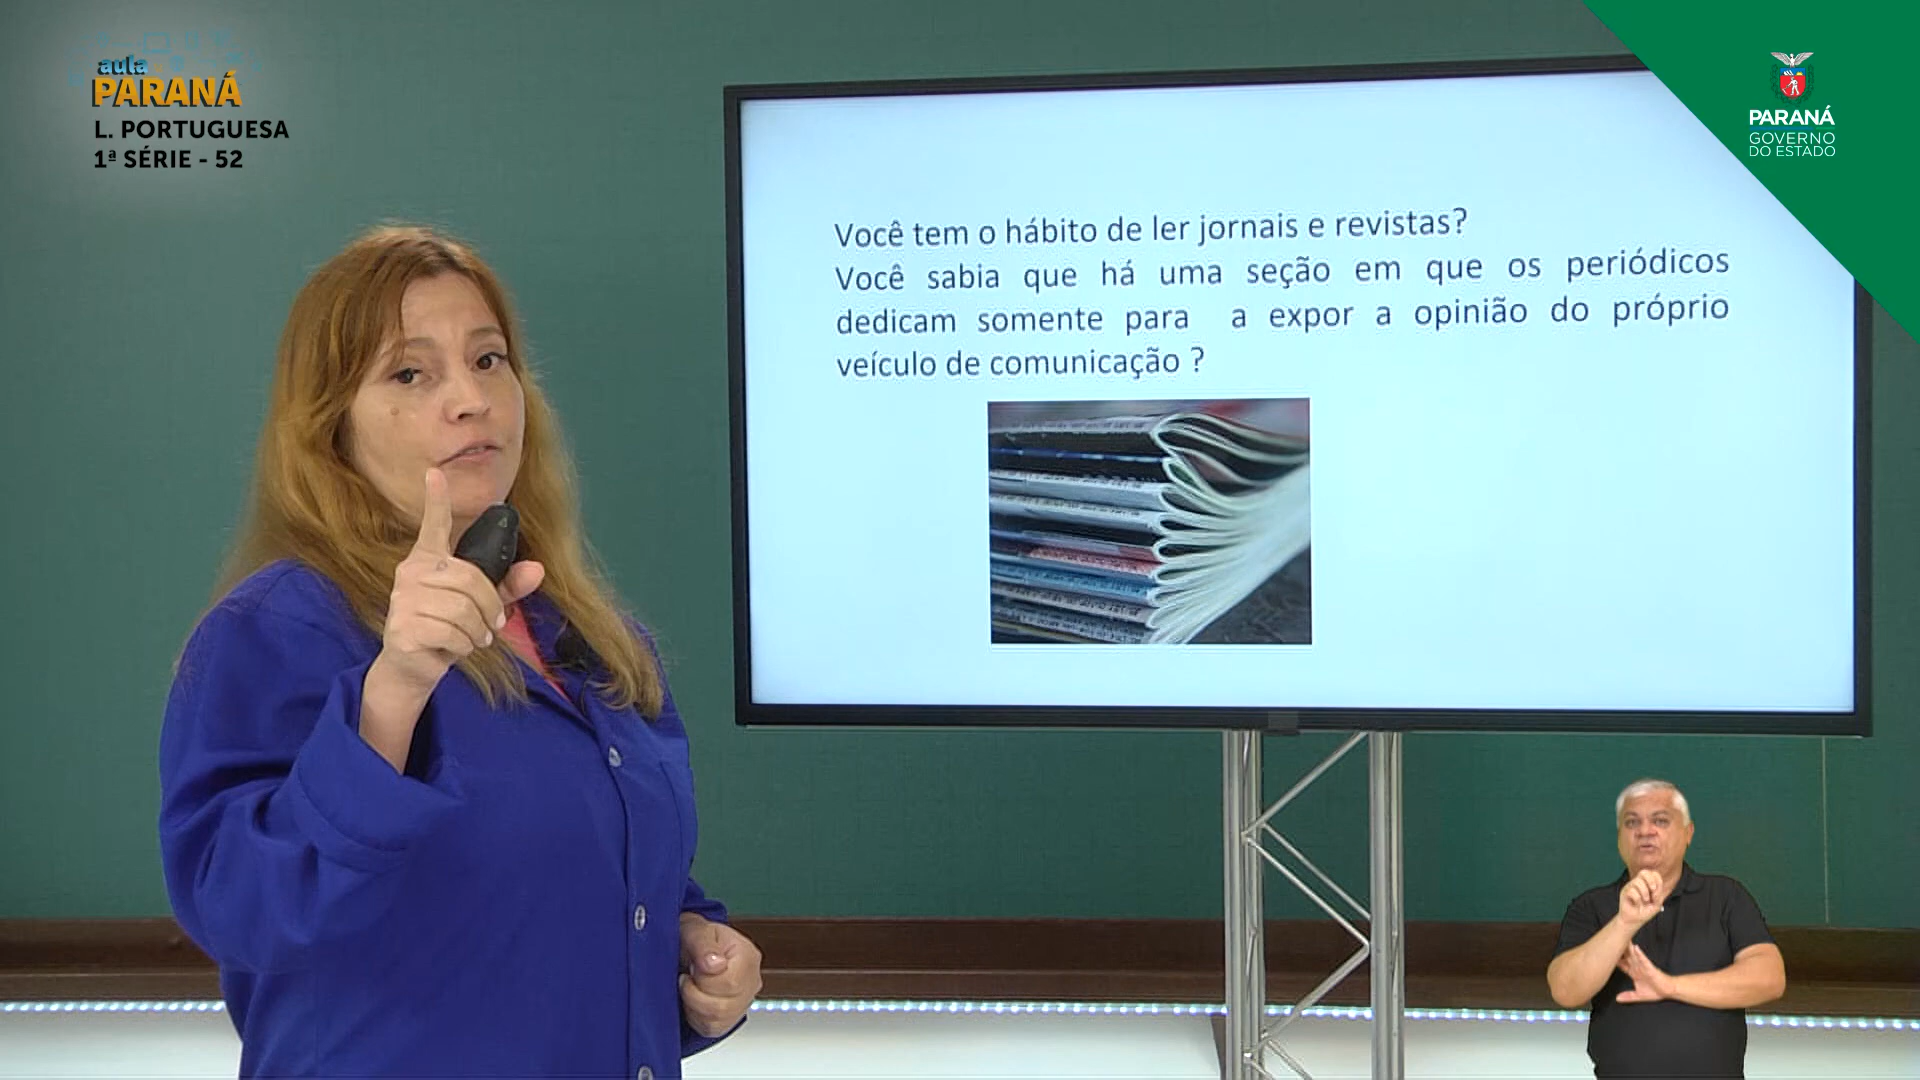 aula
PARANÁ
L. PORTUGUESA
1ª SÉRIE - 52
PARANÁ
GOVERNO
DO ESTADO
Você tem o hábito de ler jornais e revistas?
Você sabia que há uma seção em que os periódicos
dedicam somente para a expor a opinião do próprio
veículo de comunicação ?